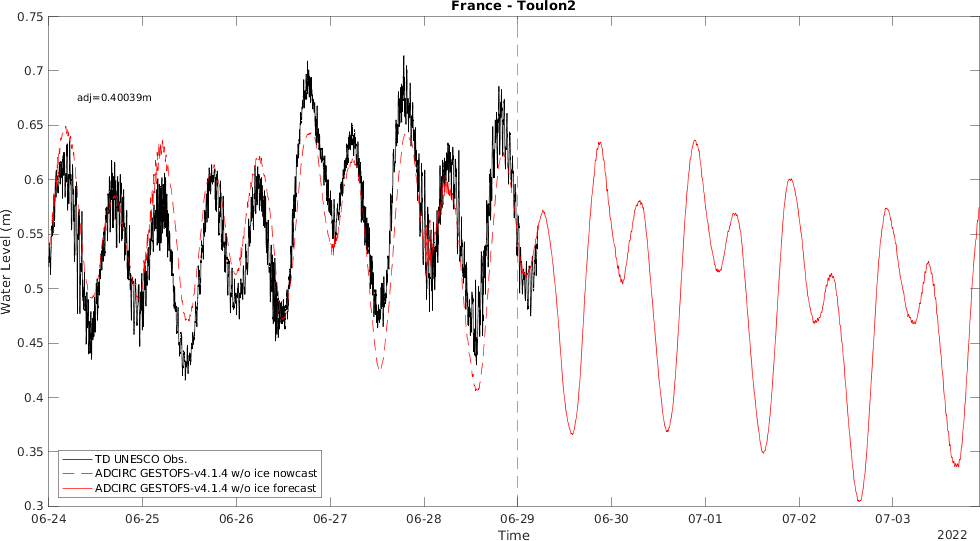 France - Toulon2
0.75
0.7
0.65
0.6
0.55
0.5
0.45
0.4
0.35
0.3
Water Level (m)
adj=0.40039m
TD UNESCO Obs.
ADCIRC GESTOFS-v4.1.4 w/o ice nowcast
ADCIRC GESTOFS-v4.1.4 w/o ice forecast
06-24 06-25 06-26 06-27 06-28 06-29 06-30 07-01 07-02 07-03
Time
2022